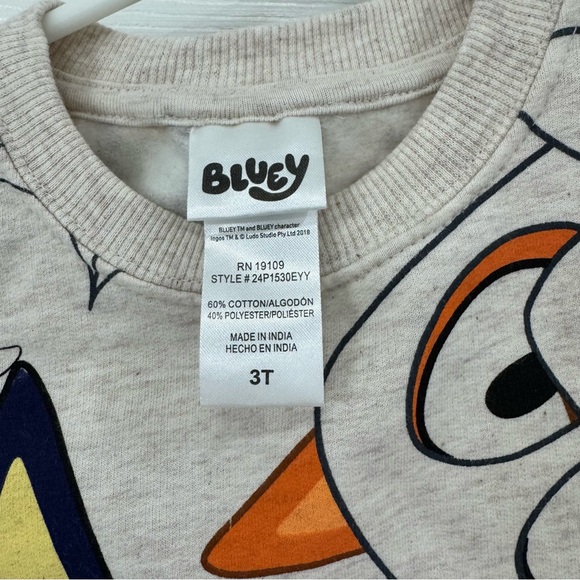 BLUEY
BLUEY TM and BLUEY character
logos TM & © Ludo Studio Pty Ltd 2018
RN 19109
STYLE # 24P1530EYY
60% COTTON/ALGODÓN
40% POLYESTER/POLIÉSTER
MADE IN INDIA
HECHO EN INDIA
3T